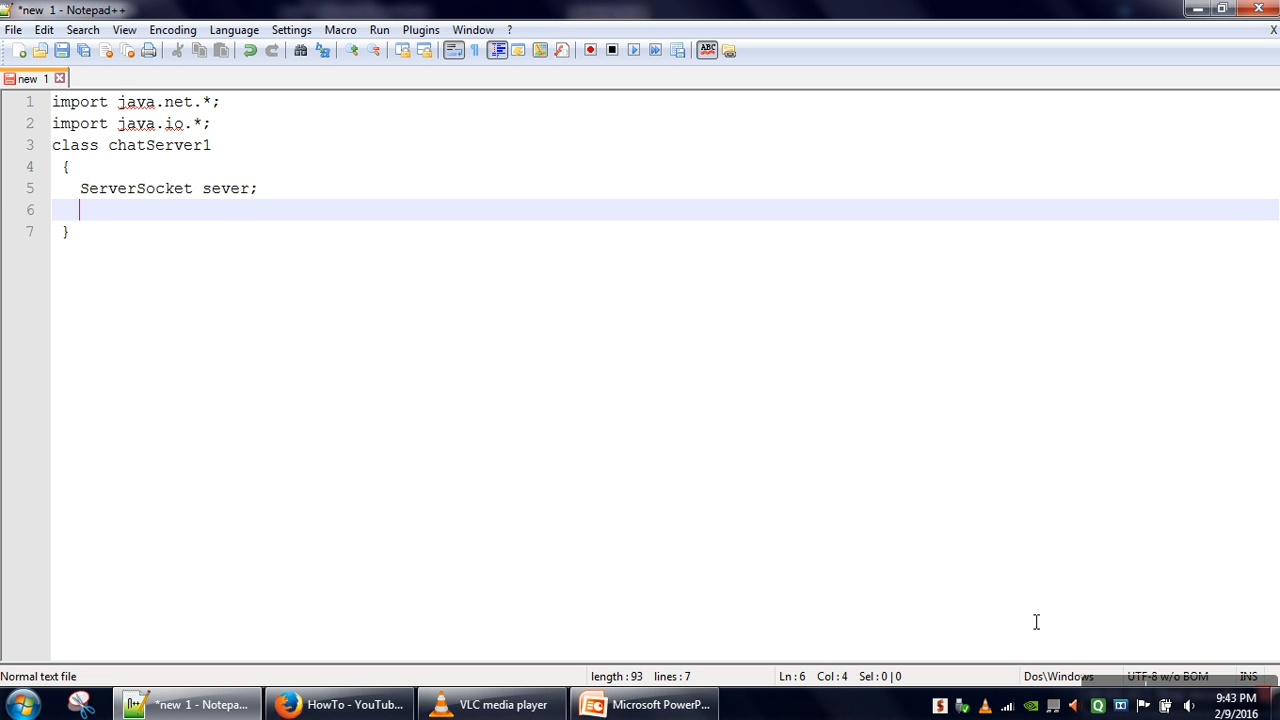 *new  1 - Notepad++
File Edit Search View Encoding Language Settings Macro Run Plugins Window ? X
new  1
1 import java.net.*;
2 import java.io.*;
3 class chatServer1
4 {
5 ServerSocket sever;
6
7 }
Normal text file length : 93 lines : 7 Ln : 6 Col : 4 Sel : 0 | 0 Dos\Windows UTF-8 w/o BOM INS
*new 1 - Notepa... HowTo - YouTub... VLC media player Microsoft PowerP... 9:43 PM
2/9/2016